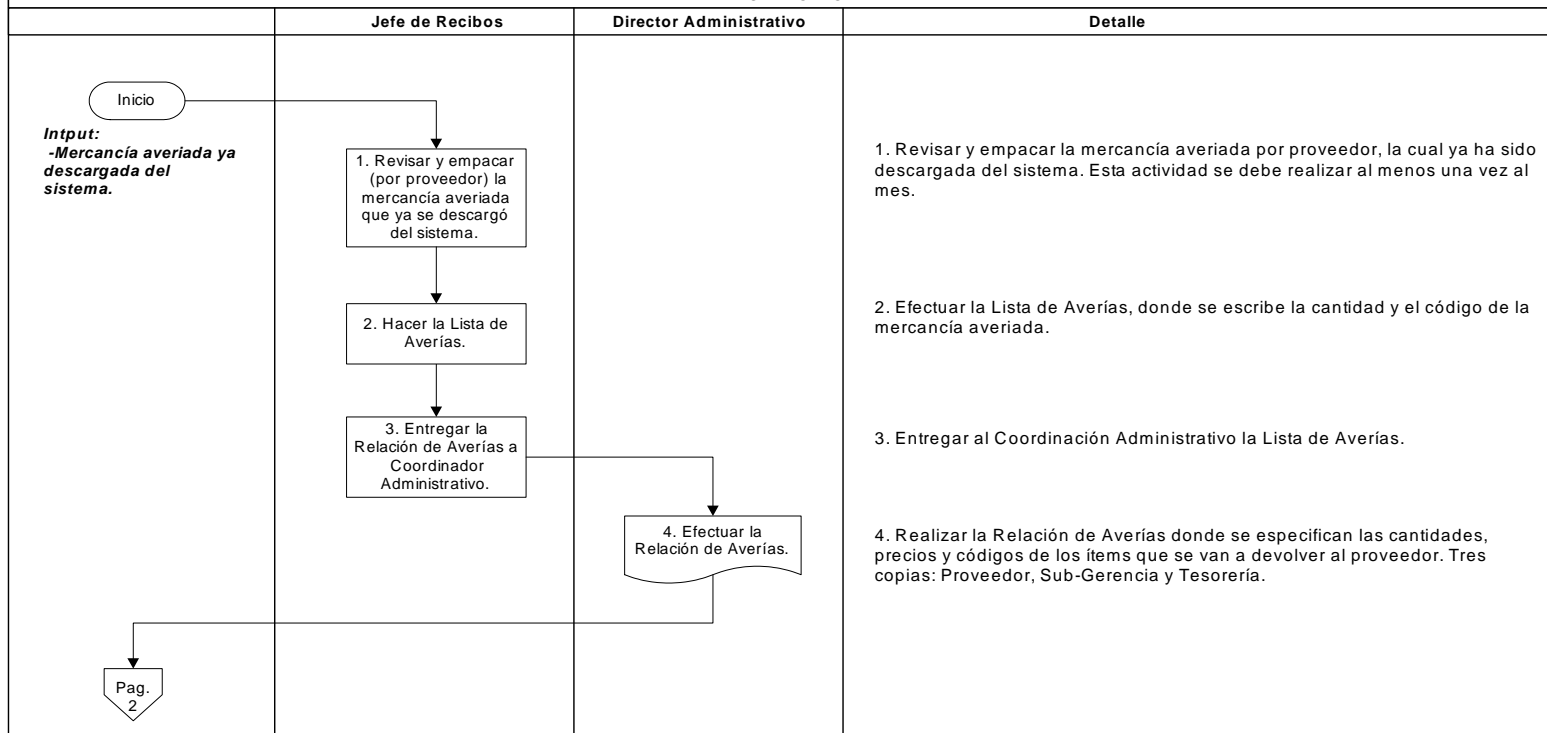 Jefe de Recibos
Director Administrativo
Detalle
Inicio
Intput:
-Mercancía averiada ya
descargada del
sistema.
1. Revisar y empacar
(por proveedor) la
mercancía averiada
que ya se descargó
del sistema.
1. Revisar y empacar la mercancía averiada por proveedor, la cual ya ha sido
descargada del sistema. Esta actividad se debe realizar al menos una vez al
mes.
2. Hacer la Lista de
Averías.
2. Efectuar la Lista de Averías, donde se escribe la cantidad y el código de la
mercancía averiada.
3. Entregar la
Relación de Averías a
Coordinador
Administrativo.
3. Entregar al Coordinación Administrativo la Lista de Averías.
4. Efectuar la
Relación de Averías.
4. Realizar la Relación de Averías donde se especifican las cantidades,
precios y códigos de los ítems que se van a devolver al proveedor. Tres
copias: Proveedor, Sub-Gerencia y Tesorería.
Pag.
2